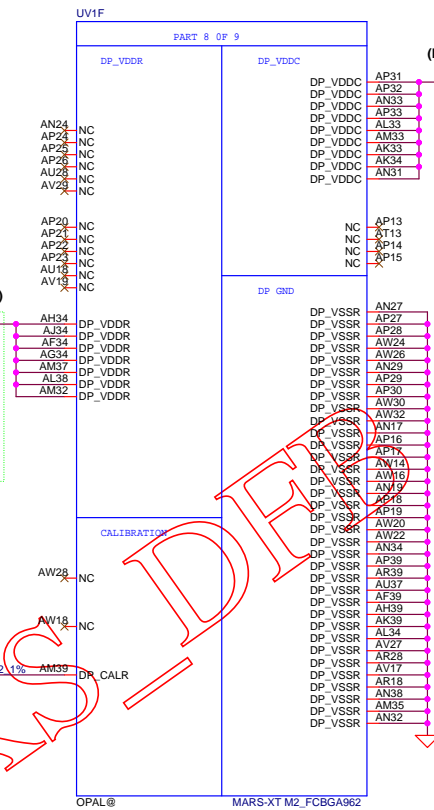 UV1F
PART 8 0F 9
DP_VDDR
DP_VDDC
AN24 NC
AP24 NC
AP25 NC
AP26 NC
AU28 NC
AV29 NC
AP20 NC
AP21 NC
AP22 NC
AP23 NC
AU18 NC
AV19 NC
)
AH34 DP_VDDR
AJ34 DP_VDDR
AF34 DP_VDDR
AG34 DP_VDDR
AM37 DP_VDDR
AL38 DP_VDDR
AM32 DP_VDDR
CALIBRATION
AW28 NC
AW18 NC
2 1% AM39 DP_CALR
DP_VDDC AP31
DP_VDDC AP32
DP_VDDC AN33
DP_VDDC AP33
DP_VDDC AL33
DP_VDDC AM33
DP_VDDC AK33
DP_VDDC AK34
DP_VDDC AN31
NC AP13
NC AT13
NC AP14
NC AP15
DP GND
DP_VSSR AN27
DP_VSSR AP27
DP_VSSR AP28
DP_VSSR AW24
DP_VSSR AW26
DP_VSSR AN29
DP_VSSR AP29
DP_VSSR AP30
DP_VSSR AW30
DP_VSSR AW32
DP_VSSR AN17
DP_VSSR AP16
DP_VSSR AP17
DP_VSSR AW14
DP_VSSR AW16
DP_VSSR AN19
DP_VSSR AP18
DP_VSSR AP19
DP_VSSR AW20
DP_VSSR AW22
DP_VSSR AN34
DP_VSSR AP39
DP_VSSR AR39
DP_VSSR AU37
DP_VSSR AF39
DP_VSSR AH39
DP_VSSR AK39
DP_VSSR AL34
DP_VSSR AV27
DP_VSSR AR28
DP_VSSR AV17
DP_VSSR AR18
DP_VSSR AN38
DP_VSSR AM35
DP_VSSR AN32
OPAL@
MARS-XT M2_FCBGA962